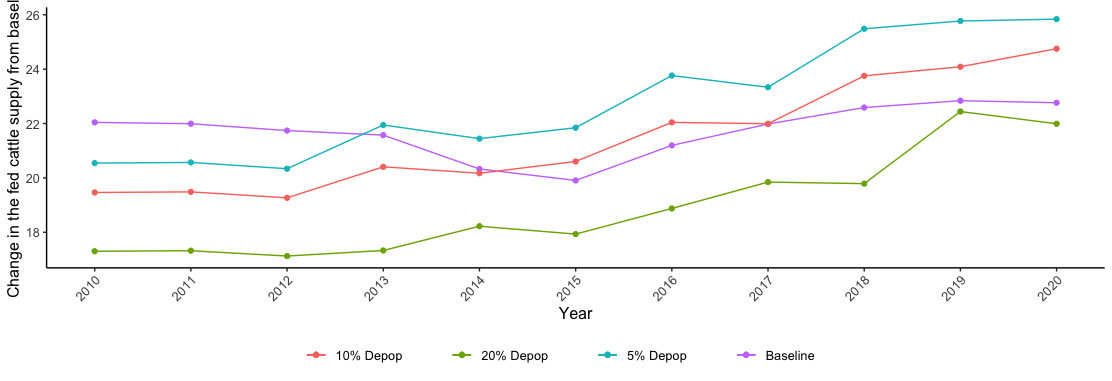 Change in the fed cattle supply from basel
26
24
22
20
18
2010 2011 2012 2013 2014 2015 2016 2017 2018 2019 2020
Year
10% Depop 20% Depop 5% Depop Baseline